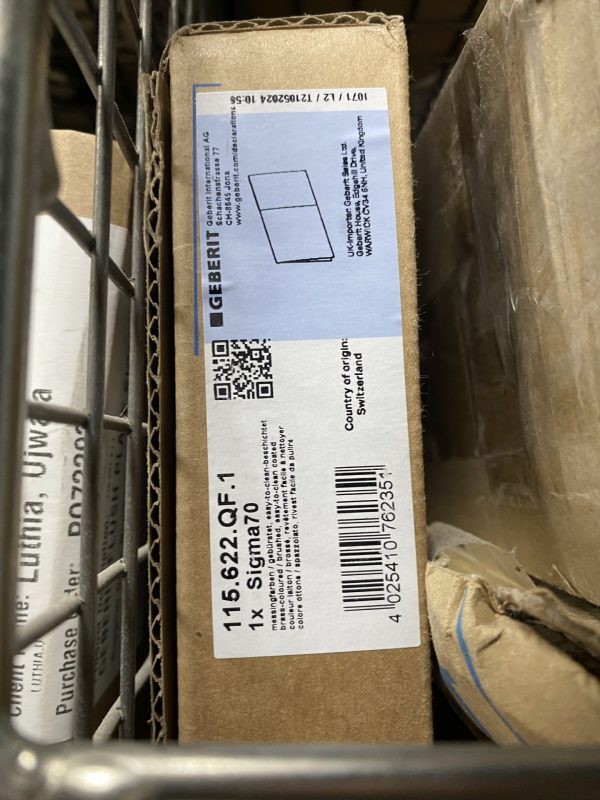 1071 / L2 / T21052024 10:56
GEBERIT
Geberit International AG
Schachenstrasse 77
CH-8645 Jona
www.geberit.com/declarations
UK-Importer: Geberit Sales Ltd.
Geberit House, Edgehill Drive,
WARWICK CV34 6NH, United Kingdom
Country of origin:
Switzerland
115.622.QF.1
1x Sigma70
messingfarben / gebürstet, easy-to-clean-beschichtet
brass-coloured / brushed, easy-to-clean coated
couleur laiton / brossé, revêtement facile à nettoyer
colore ottone / spazzolato, rivest facile da pulire
4 025410 762351
Luthia, Ujwala
LUTHIA,
Purchase